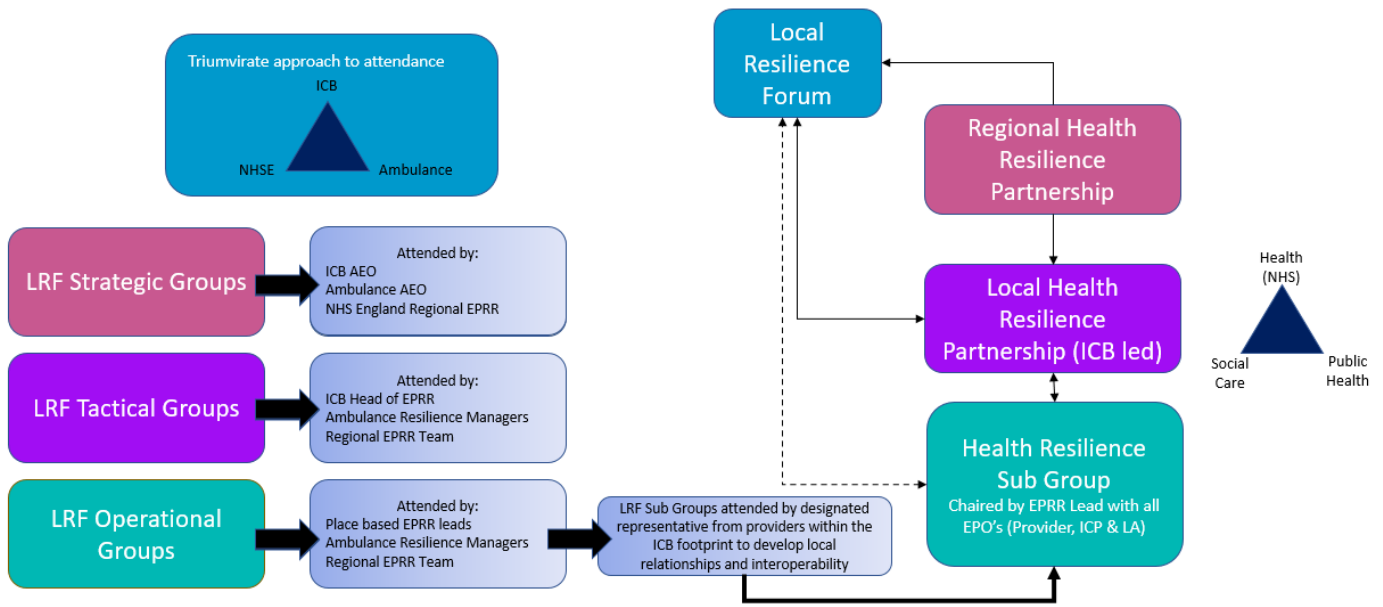 Triumvirate approach to attendance
ICB
NHSE
Ambulance
LRF Strategic Groups
Attended by:
ICB AEO
Ambulance AEO
NHS England Regional EPRR
LRF Tactical Groups
Attended by:
ICB Head of EPRR
Ambulance Resilience Managers
Regional EPRR Team
LRF Operational
Groups
Attended by:
Place based EPRR leads
Ambulance Resilience Managers
Regional EPRR Team
LRF Sub Groups attended by designated
representative from providers within the
ICB footprint to develop local
relationships and interoperability
Local
Resilience
Forum
Regional Health
Resilience
Partnership
Local Health
Resilience
Partnership (ICB led)
Health
(NHS)
Social
Care
Public
Health
Health Resilience
Sub Group
Chaired by EPRR Lead with all
EPO's (Provider, ICP & LA)